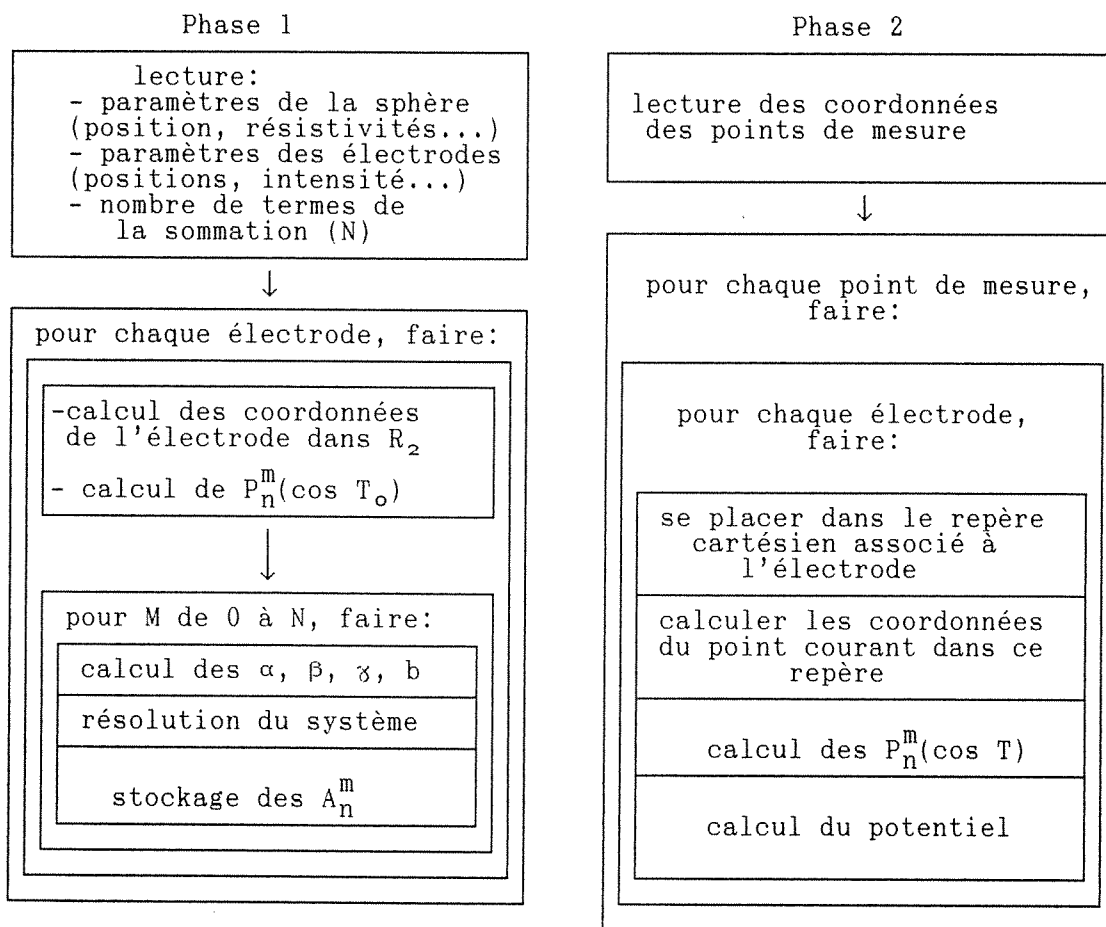 Phase 1
lecture:
- paramètres de la sphère
(position, résistivités...)
- paramètres des électrodes
(positions, intensité...)
- nombre de termes de
la sommation (N)
↓
pour chaque électrode, faire:
-calcul des coordonnées
de l'électrode dans R₂
- calcul de Pₙᵐ(cos T₀)
↓
pour M de 0 à N, faire:
calcul des α, β, γ, b
résolution du système
stockage des Aₙᵐ
Phase 2
lecture des coordonnées
des points de mesure
↓
pour chaque point de mesure,
faire:
pour chaque électrode,
faire:
se placer dans le repère
cartésien associé à
l'électrode
calculer les coordonnées
du point courant dans ce
repère
calcul des Pₙᵐ(cos T)
calcul du potentiel